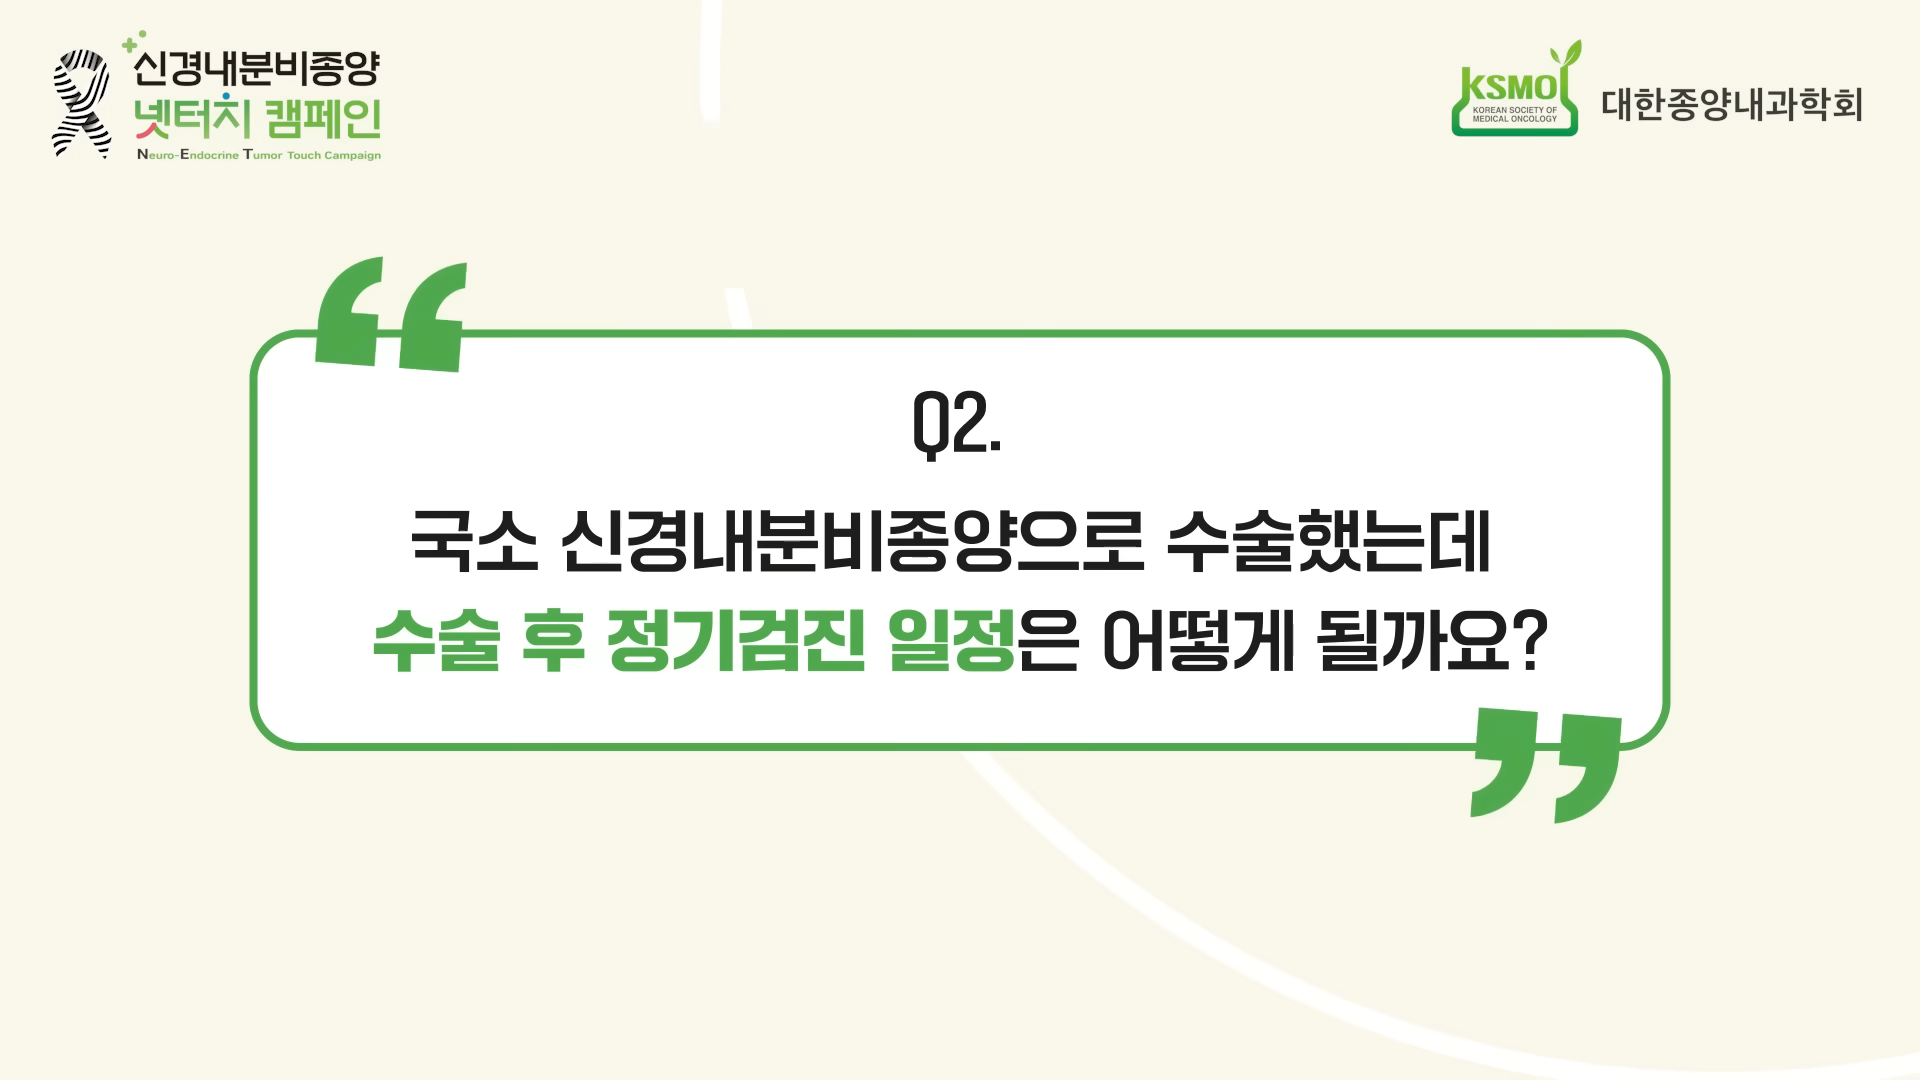 신경내분비종양
넷터치 캠페인
Neuro-Endocrine Tumor Touch Campaign
KSMO
KOREAN SOCIETY OF
MEDICAL ONCOLOGY
대한종양내과학회
Q2.
국소 신경내분비종양으로 수술했는데
수술 후 정기검진 일정은 어떻게 될까요?